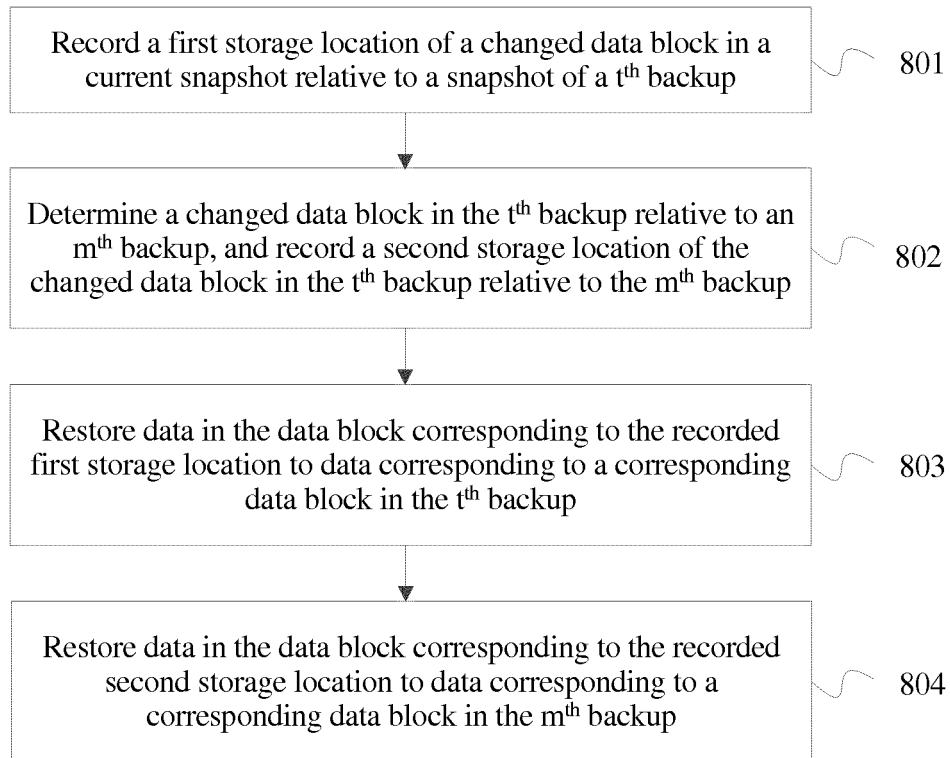 Record a first storage location of a changed data block in a
current snapshot relative to a snapshot of a tth backup
801
Determine a changed data block in the tth backup relative to an
mth backup, and record a second storage location of the
changed data block in the tth backup relative to the mth backup
802
Restore data in the data block corresponding to the recorded
first storage location to data corresponding to a corresponding
data block in the tth backup
803
Restore data in the data block corresponding to the recorded
second storage location to data corresponding to a
corresponding data block in the mth backup
804